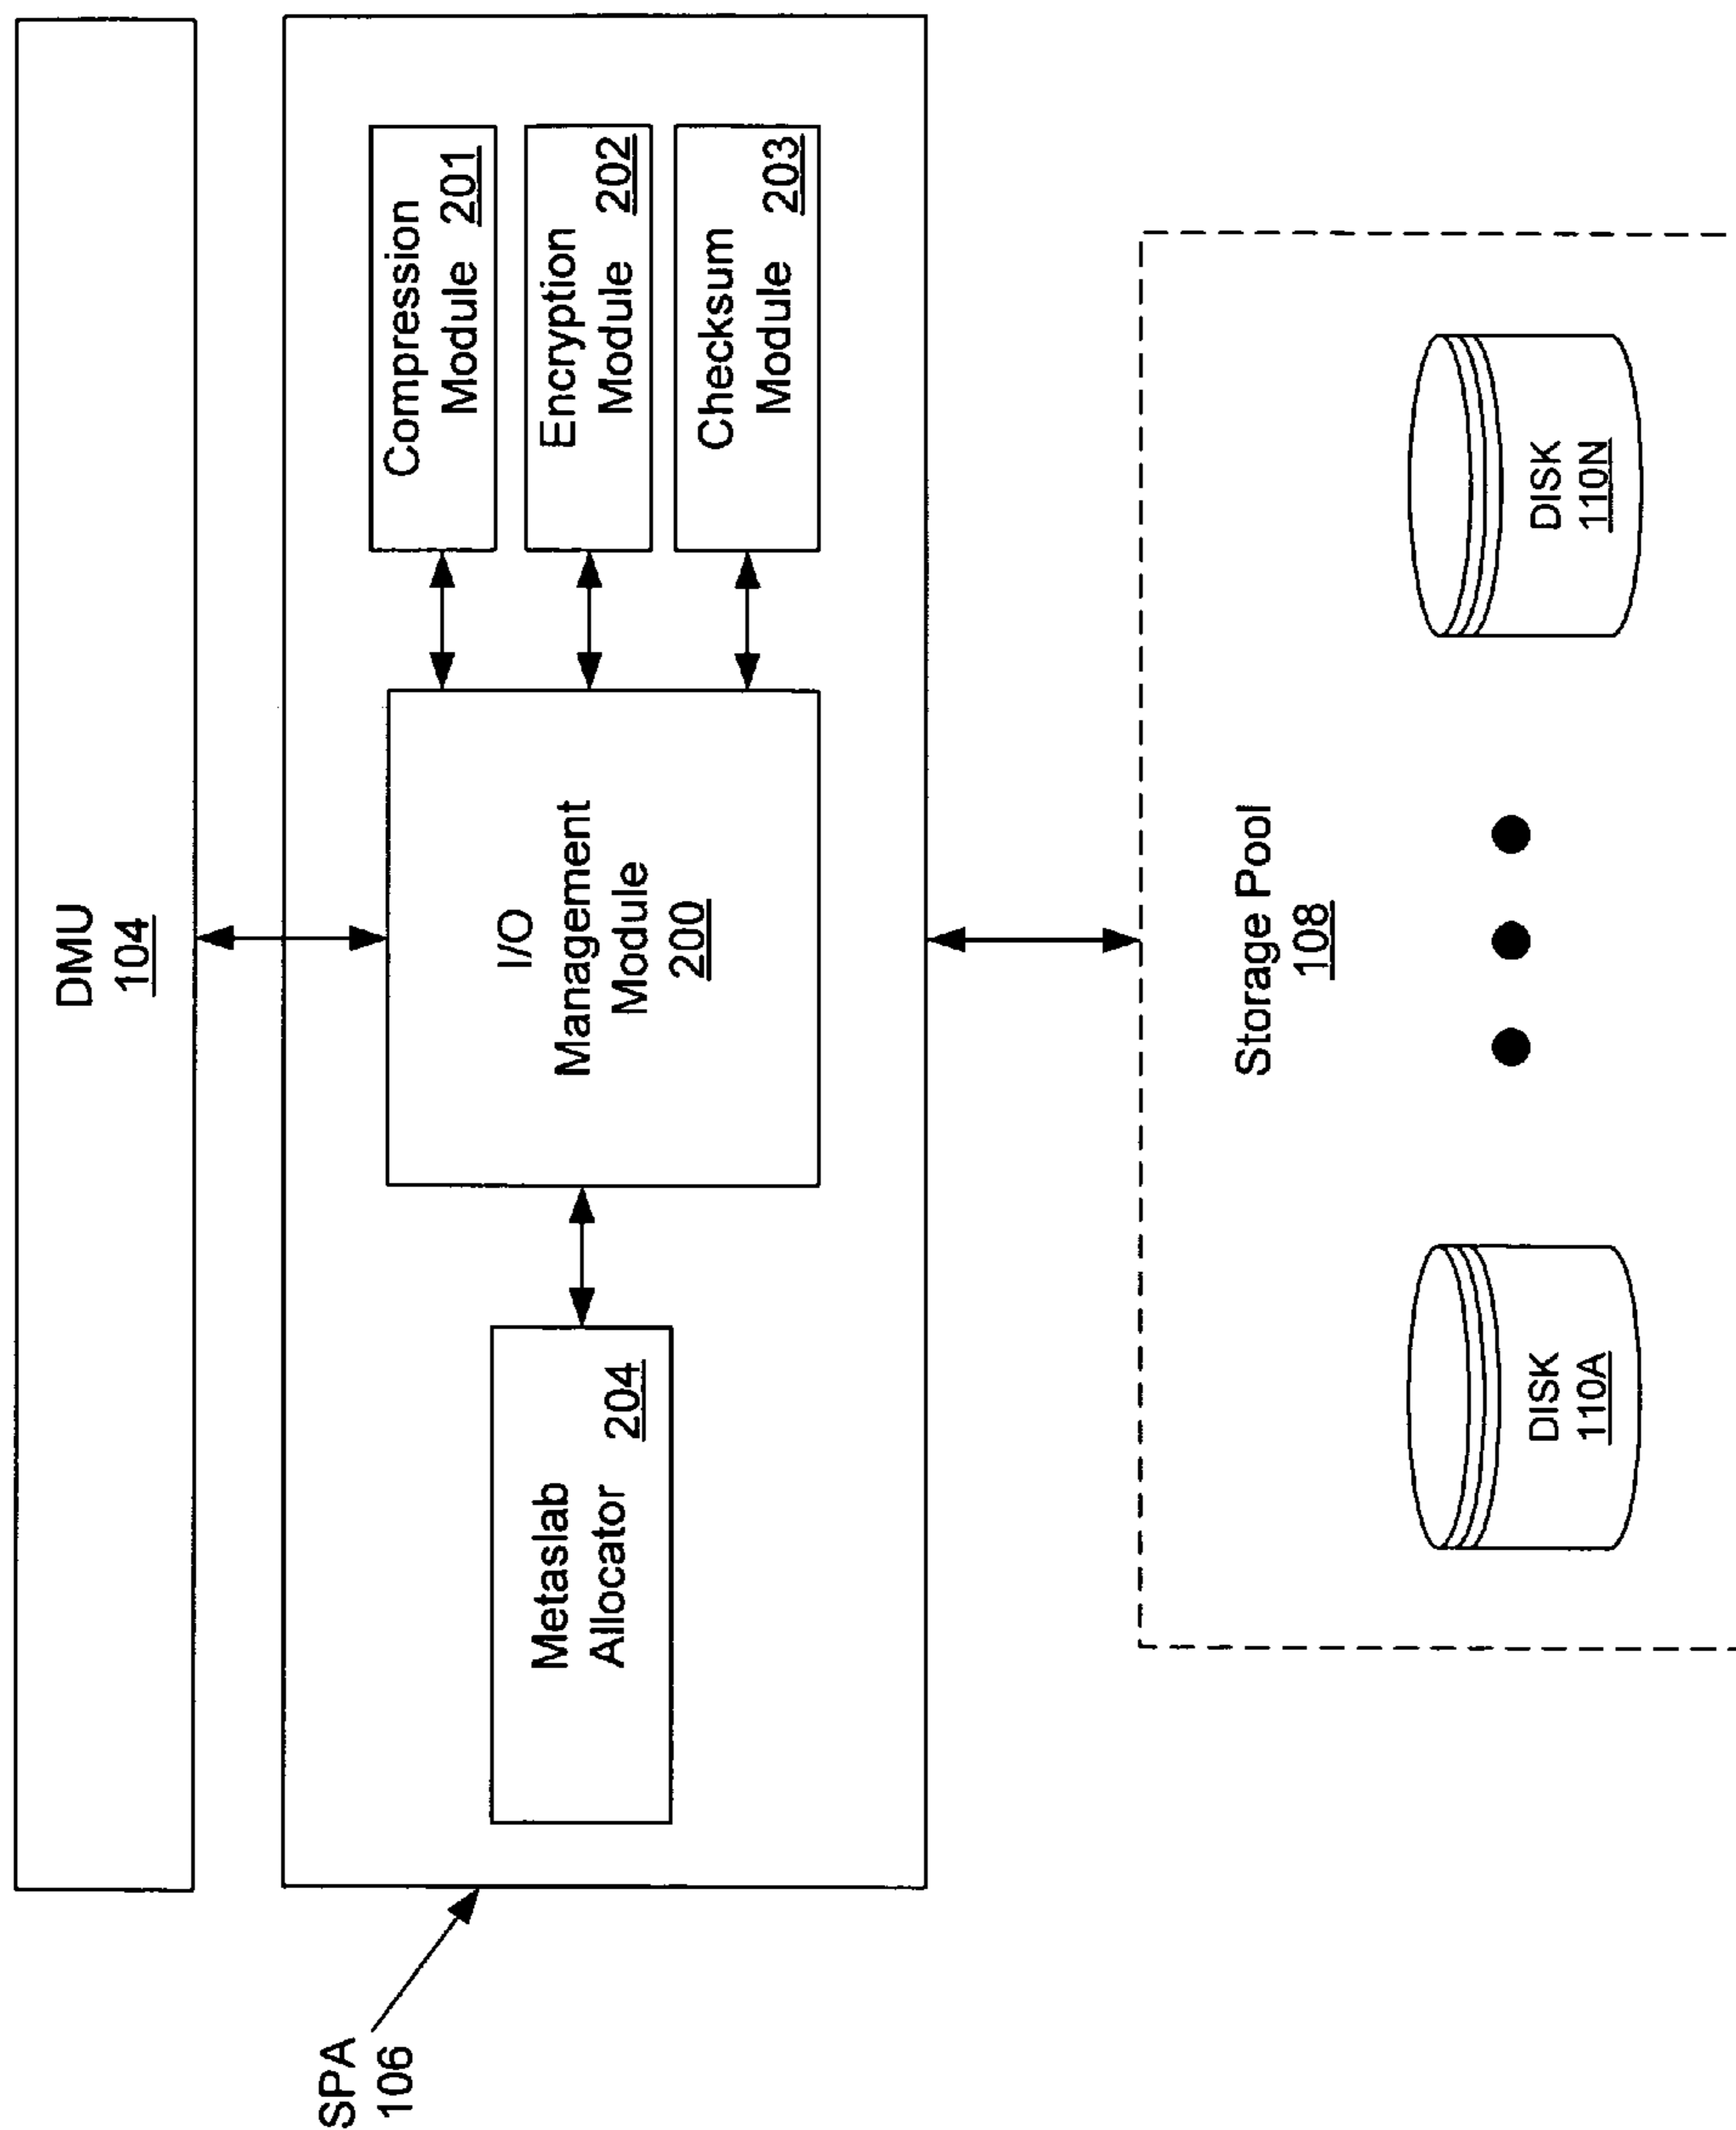 DMU
104
SPA
106
Metaslab
Allocator 204
I/O
Management
Module
200
Compression
Module 201
Encryption
Module 202
Checksum
Module 203
Storage Pool
108
DISK
110A
DISK
110N